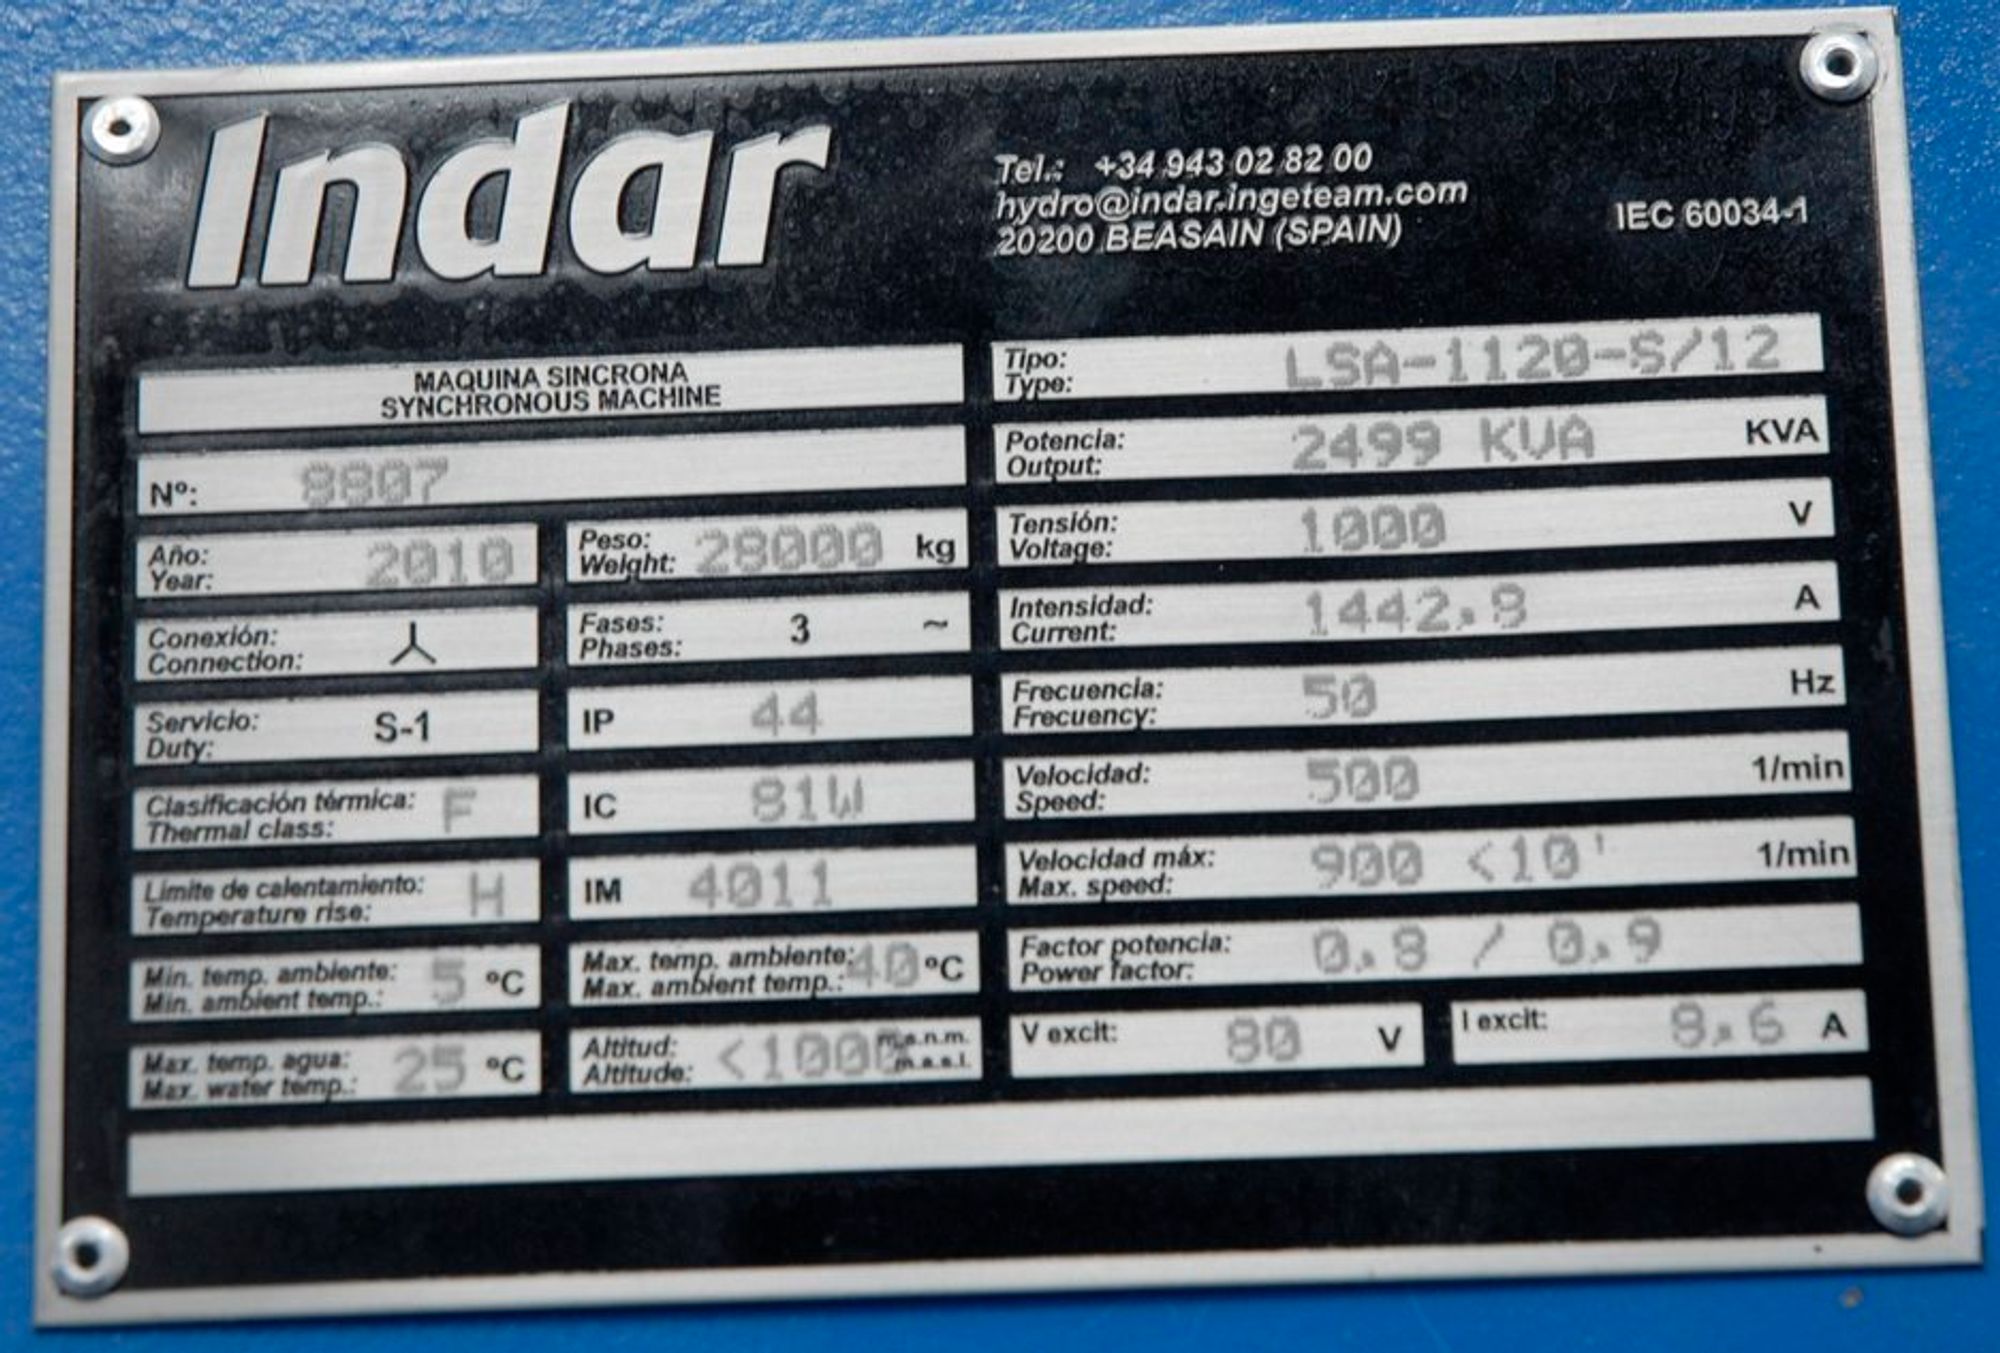 Indar
Tel.: +34 943 02 82 00
hydro@indar.ingeteam.com
20200 BEASAIN (SPAIN)
IEC 60034-1
MAQUINA SINCRONA
SYNCHRONOUS MACHINE
Nº: 8807
Año:
Year: 2010
Peso:
Weight: 28000 kg
Conexión:
Connection:
Fases:
Phases: 3 ~
Servicio:
Duty: S-1
IP 44
Clasificación térmica:
Thermal class: F
IC 81W
Limite de calentamiento:
Temperature rise: H
IM 4011
Min. temp. ambiente:
Min. ambient temp.: 5 ºC
Max. temp. ambiente:
Max. ambient temp.: 40 ºC
Max. temp. agua:
Max. water temp.: 25 ºC
Altitud:
Altitude: <1000 m.s.n.m.
m.a.s.l.
Tipo:
Type: LSA-1120-S/12
Potencia:
Output: 2499 KVA KVA
Tensión:
Voltage: 1000 V
Intensidad:
Current: 1442.8 A
Frecuencia:
Frecuency: 50 Hz
Velocidad:
Speed: 500 1/min
Velocidad máx:
Max. speed: 900 <10' 1/min
Factor potencia:
Power factor: 0.8 / 0.9
V excit: 80 V
I excit: 8.6 A